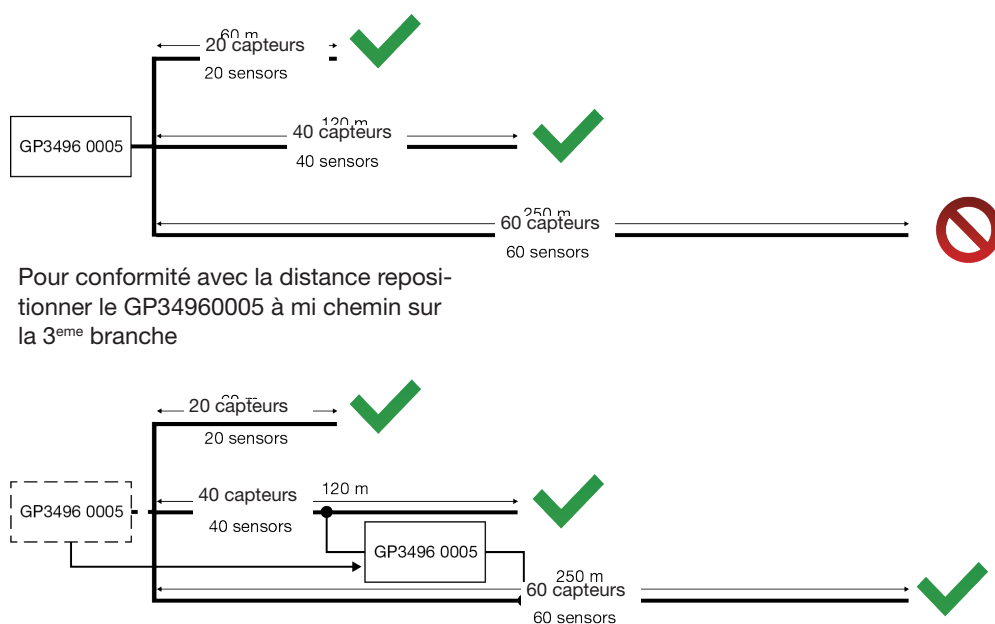 60 m
20 capteurs
20 sensors
120 m
GP3496 0005
40 capteurs
40 sensors
250 m
60 capteurs
60 sensors
Pour conformité avec la distance reposi-
tionner le GP34960005 à mi chemin sur
la 3eme branche
20 capteurs
20 sensors
120 m
40 capteurs
GP3496 0005
40 sensors
GP3496 0005
250 m
60 capteurs
60 sensors